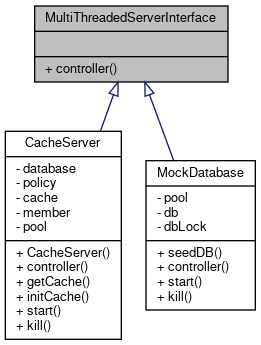 MultiThreadedServerInterface
+ controller()
CacheServer
- database
- policy
- cache
- member
- pool
+ CacheServer()
+ controller()
+ getCache()
+ initCache()
+ start()
+ kill()
MockDatabase
- pool
- db
- dbLock
+ seedDB()
+ controller()
+ start()
+ kill()